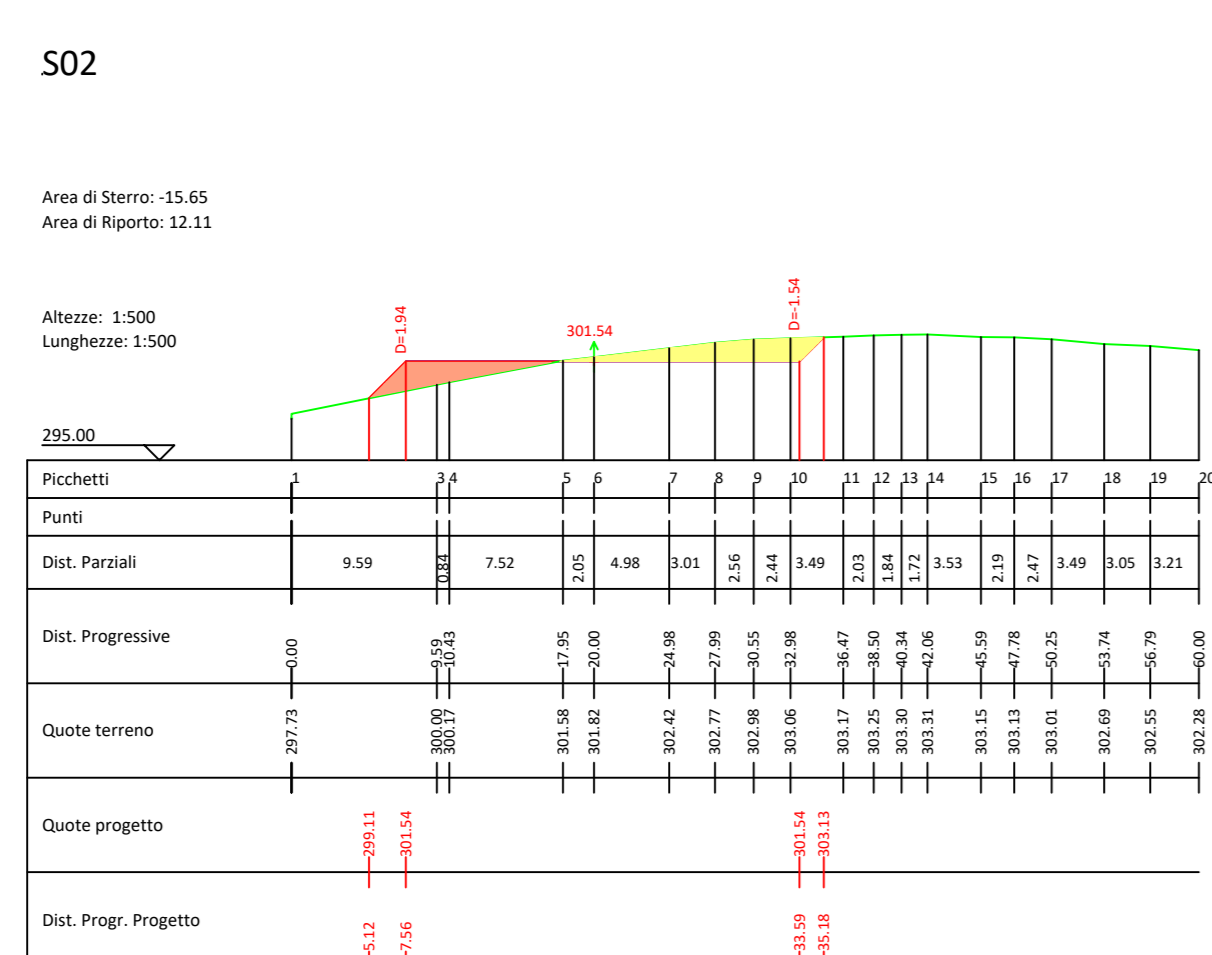 S02
Area di Sterro: -15.65
Area di Riporto: 12.11
Altezze: 1:500
Lunghezze: 1:500
D=1.94
301.54
D=-1.54
295.00
Picchetti 1 3 4 5 6 7 8 9 10 11 12 13 14 15 16 17 18 19 20
Punti
Dist. Parziali 9.59 0.84 7.52 2.05 4.98 3.01 2.56 2.44 3.49 2.03 1.84 1.72 3.53 2.19 2.47 3.49 3.05 3.21
Dist. Progressive 0.00 9.59 10.43 17.95 20.00 24.98 27.99 30.55 32.98 36.47 38.50 40.34 42.06 45.59 47.78 50.25 53.74 56.79 60.00
Quote terreno 297.73 300.00 300.17 301.58 301.82 302.42 302.77 302.98 303.06 303.17 303.25 303.30 303.31 303.15 303.13 303.01 302.69 302.55 302.28
Quote progetto 299.11 301.54 301.54 303.13
Dist. Progr. Progetto 5.12 7.56 33.59 35.18